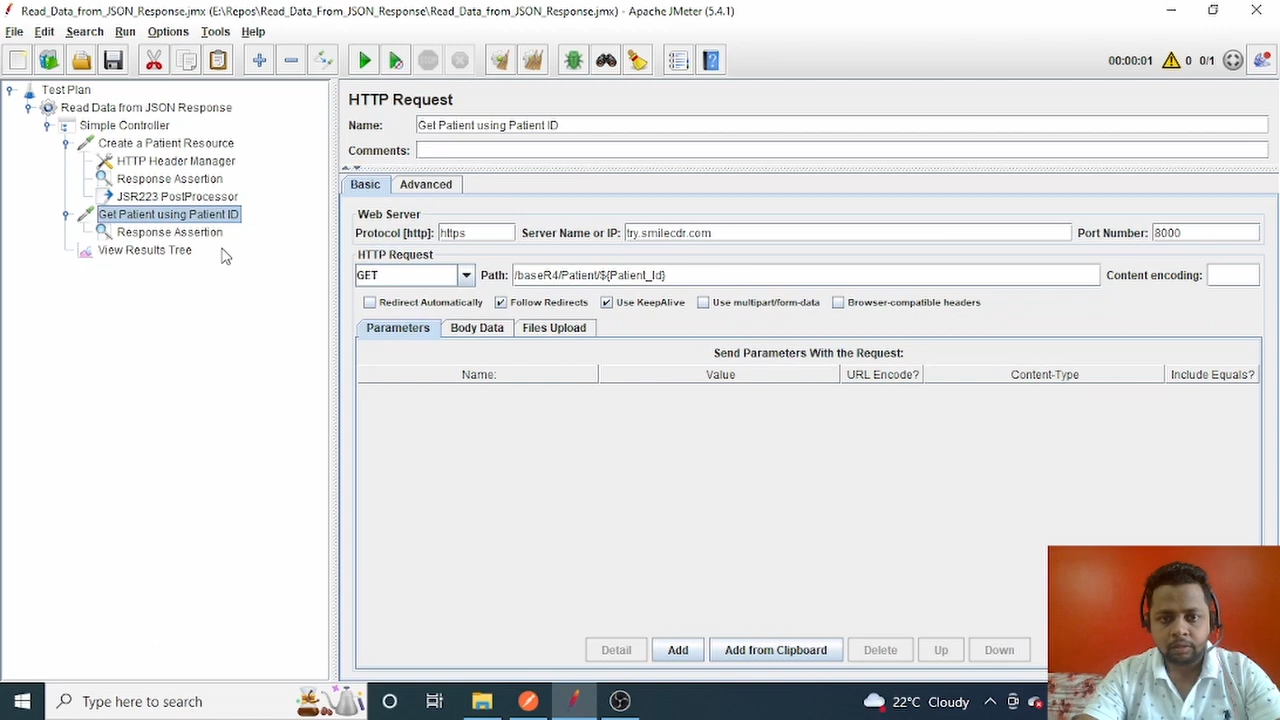 Read_Data_from_JSON_Response.jmx (E:\Repos\Read_Data_From_JSON_Response\Read_Data_from_JSON_Response.jmx) - Apache JMeter (5.4.1)
File Edit Search Run Options Tools Help
00:00:01 0 0/1
Test Plan
Read Data from JSON Response
Simple Controller
Create a Patient Resource
HTTP Header Manager
Response Assertion
JSR223 PostProcessor
Get Patient using Patient ID
Response Assertion
View Results Tree
HTTP Request
Name: Get Patient using Patient ID
Comments:
Basic Advanced
Web Server
Protocol [http]: https Server Name or IP: try.smilecdr.com Port Number: 8000
HTTP Request
GET Path: /baseR4/Patient/${Patient_Id} Content encoding:
Redirect Automatically Follow Redirects Use KeepAlive Use multipart/form-data Browser-compatible headers
Parameters Body Data Files Upload
Send Parameters With the Request:
Name: Value URL Encode? Content-Type Include Equals?
Detail Add Add from Clipboard Delete Up Down
Type here to search
22°C Cloudy